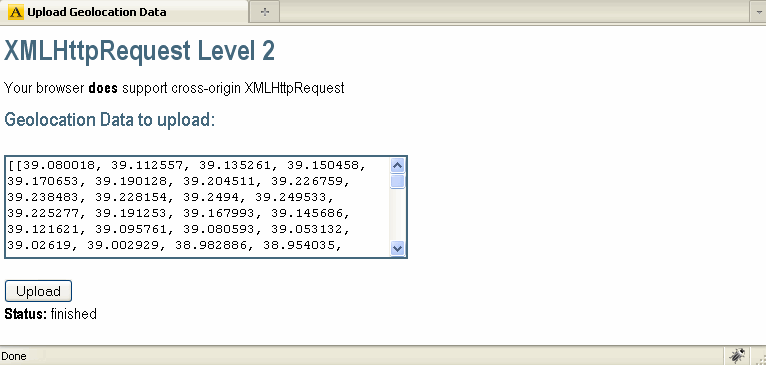 Upload Geolocation Data
XMLHttpRequest Level 2
Your browser does support cross-origin XMLHttpRequest
Geolocation Data to upload:
[[39.080018, 39.112557, 39.135261, 39.150458,
39.170653, 39.190128, 39.204511, 39.226759,
39.238483, 39.228154, 39.2494, 39.249533,
39.225277, 39.191253, 39.167993, 39.145686,
39.121621, 39.095761, 39.080593, 39.053132,
39.02619, 39.002929, 38.982886, 38.954035,
Upload
Status: finished
Done